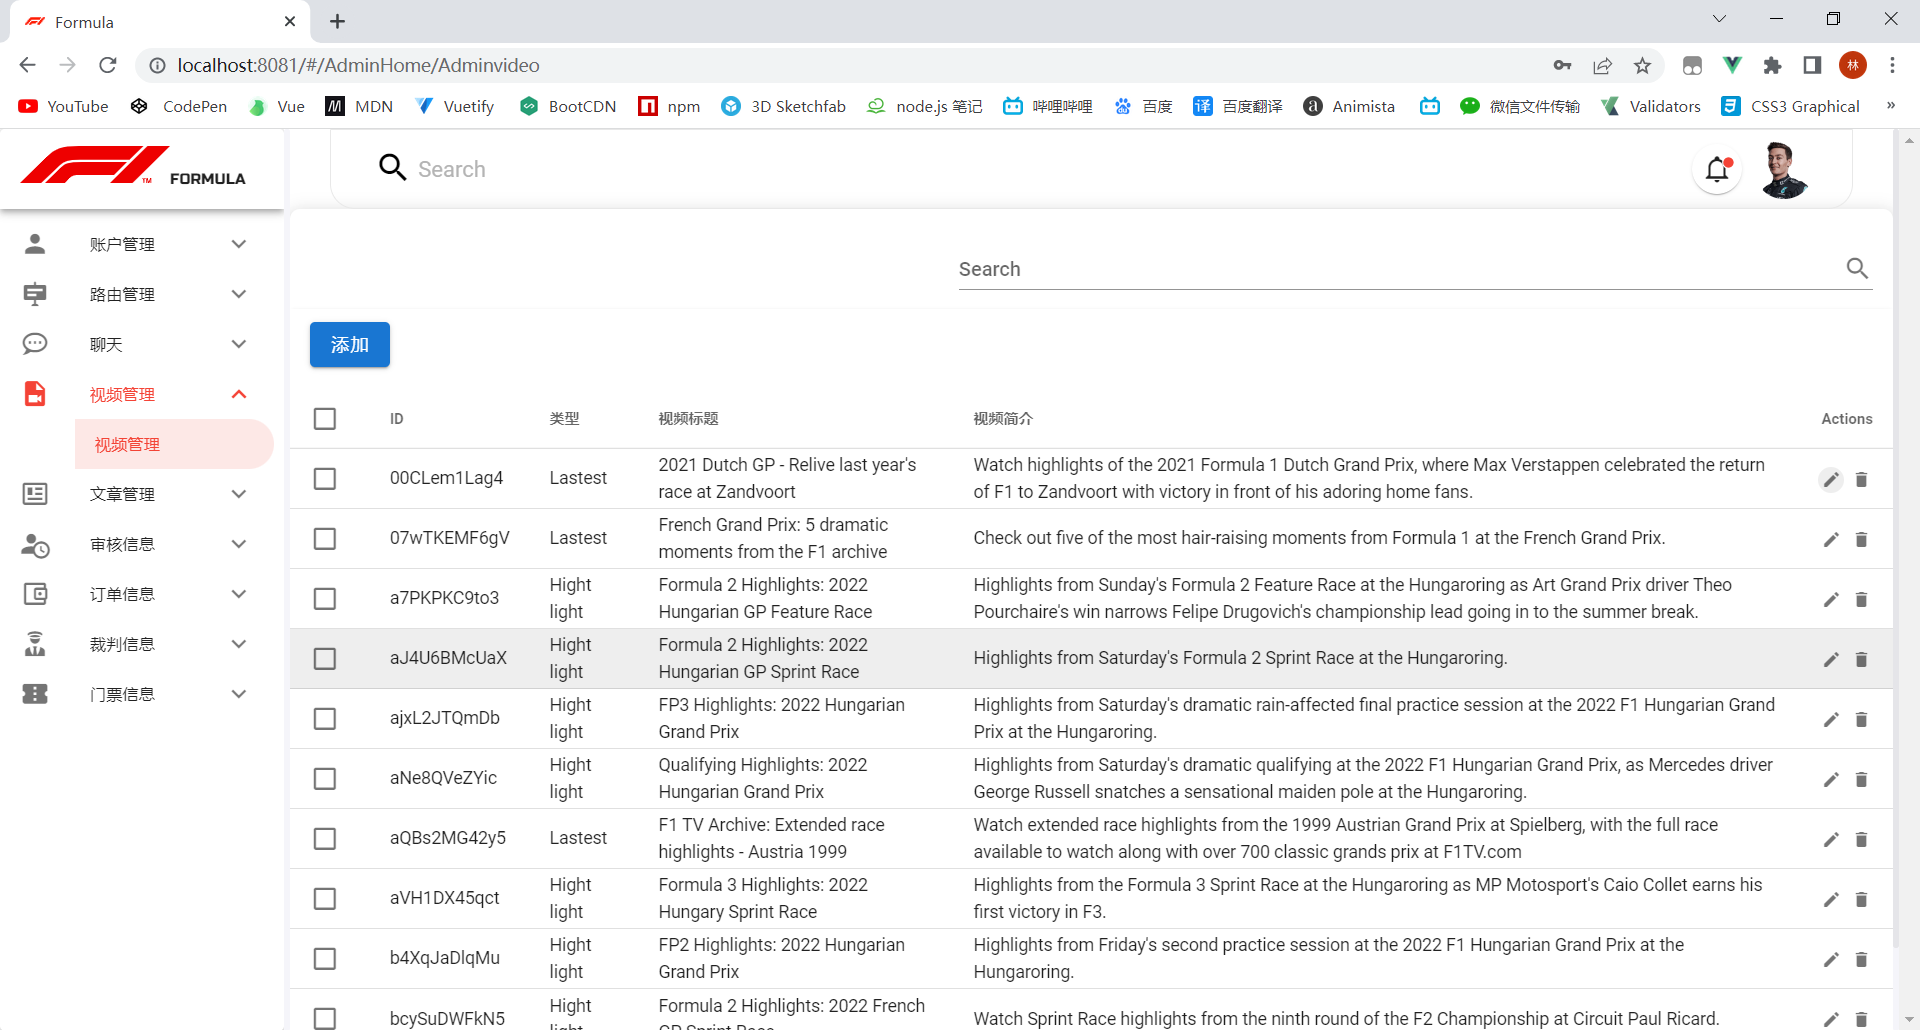 Formula
localhost:8081/#/AdminHome/Adminvideo
林
YouTube CodePen Vue MDN Vuetify BootCDN npm 3D Sketchfab node.js 笔记 哔哩哔哩 百度 译 百度翻译 Animista 微信文件传输 Validators CSS3 Graphical »
FORMULA
Search
账户管理
路由管理
聊天
视频管理
视频管理
文章管理
审核信息
订单信息
裁判信息
门票信息
Search
添加
ID 类型 视频标题 视频简介 Actions
00CLem1Lag4 Lastest
2021 Dutch GP - Relive last year's
race at Zandvoort
Watch highlights of the 2021 Formula 1 Dutch Grand Prix, where Max Verstappen celebrated the return
of F1 to Zandvoort with victory in front of his adoring home fans.
07wTKEMF6gV Lastest
French Grand Prix: 5 dramatic
moments from the F1 archive
Check out five of the most hair-raising moments from Formula 1 at the French Grand Prix.
a7PKPKC9to3
Hight
light
Formula 2 Highlights: 2022
Hungarian GP Feature Race
Highlights from Sunday's Formula 2 Feature Race at the Hungaroring as Art Grand Prix driver Theo
Pourchaire's win narrows Felipe Drugovich's championship lead going in to the summer break.
aJ4U6BMcUaX
Hight
light
Formula 2 Highlights: 2022
Hungarian GP Sprint Race
Highlights from Saturday's Formula 2 Sprint Race at the Hungaroring.
ajxL2JTQmDb
Hight
light
FP3 Highlights: 2022 Hungarian
Grand Prix
Highlights from Saturday's dramatic rain-affected final practice session at the 2022 F1 Hungarian Grand
Prix at the Hungaroring.
aNe8QVeZYic
Hight
light
Qualifying Highlights: 2022
Hungarian Grand Prix
Highlights from Saturday's dramatic qualifying at the 2022 F1 Hungarian Grand Prix, as Mercedes driver
George Russell snatches a sensational maiden pole at the Hungaroring.
aQBs2MG42y5 Lastest
F1 TV Archive: Extended race
highlights - Austria 1999
Watch extended race highlights from the 1999 Austrian Grand Prix at Spielberg, with the full race
available to watch along with over 700 classic grands prix at F1TV.com
aVH1DX45qct
Hight
light
Formula 3 Highlights: 2022
Hungary Sprint Race
Highlights from the Formula 3 Sprint Race at the Hungaroring as MP Motosport's Caio Collet earns his
first victory in F3.
b4XqJaDlqMu
Hight
light
FP2 Highlights: 2022 Hungarian
Grand Prix
Highlights from Friday's second practice session at the 2022 F1 Hungarian Grand Prix at the
Hungaroring.
bcySuDWFkN5
Hight
light
Formula 2 Highlights: 2022 French
GP Sprint Race
Watch Sprint Race highlights from the ninth round of the F2 Championship at Circuit Paul Ricard.